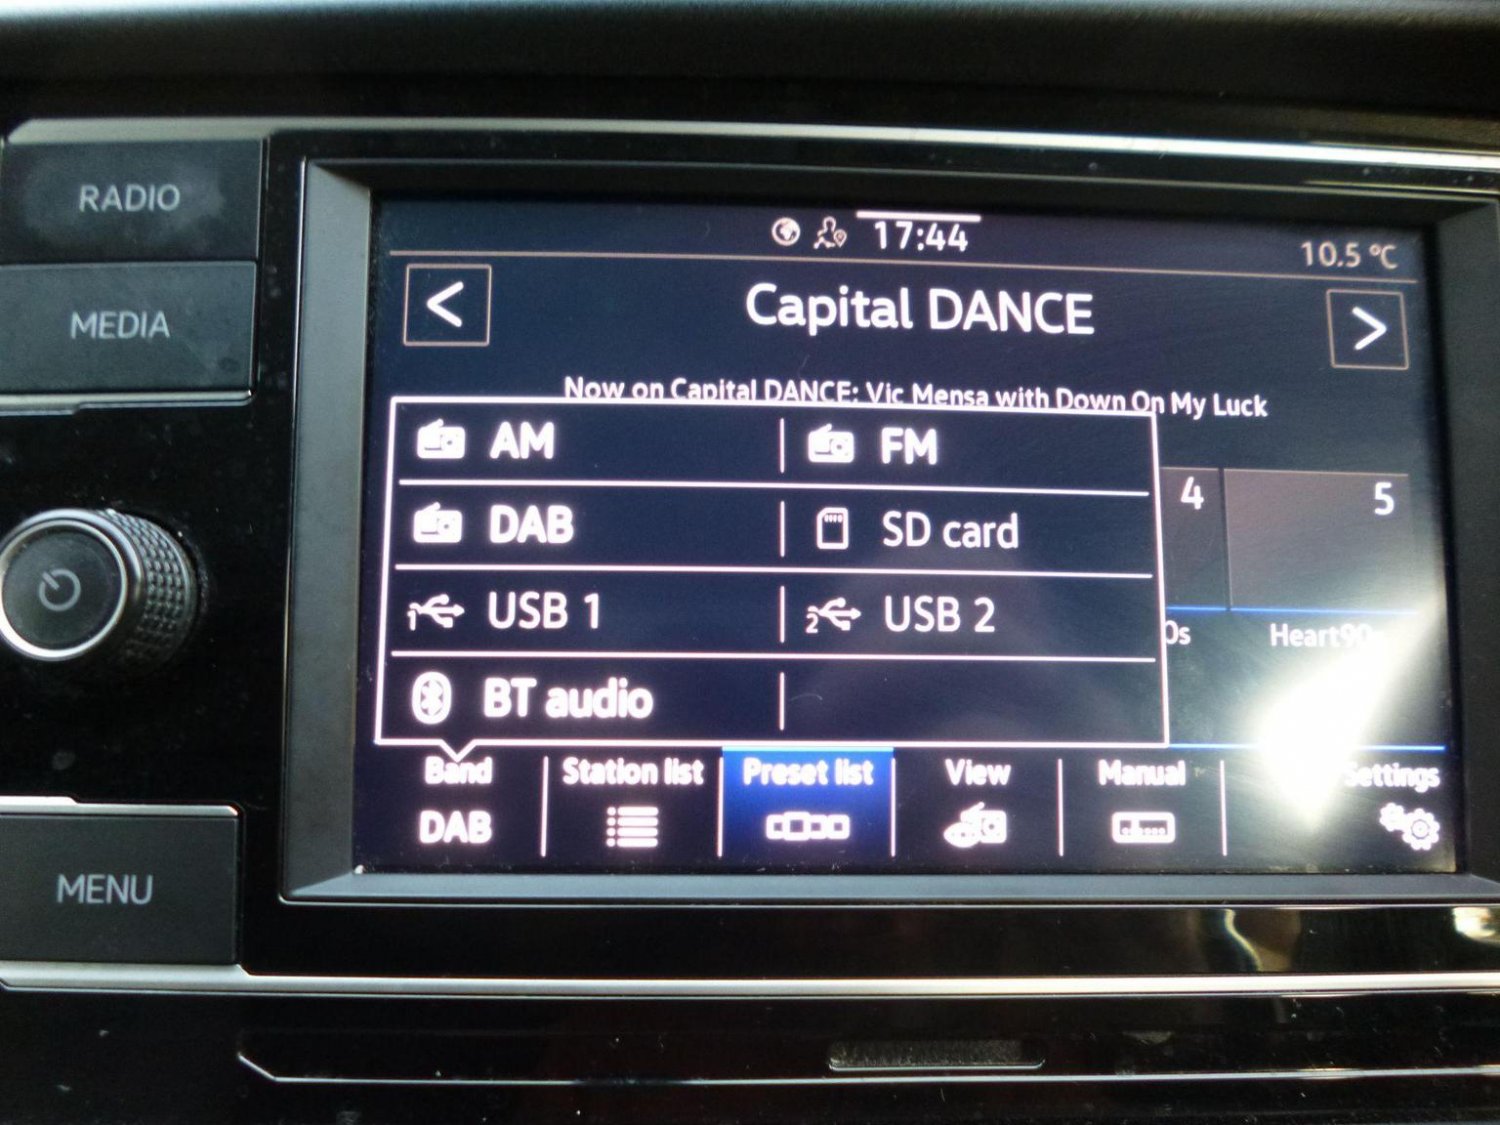 RADIO
MEDIA
MENU
17:44
10.5 °C
<
Capital DANCE
>
Now on Capital DANCE: Vic Mensa with Down On My Luck
AM
FM
DAB
SD card
1 USB 1
2 USB 2
BT audio
4
5
0s
Band
DAB
Station list
Preset list
View
Manual
Settings